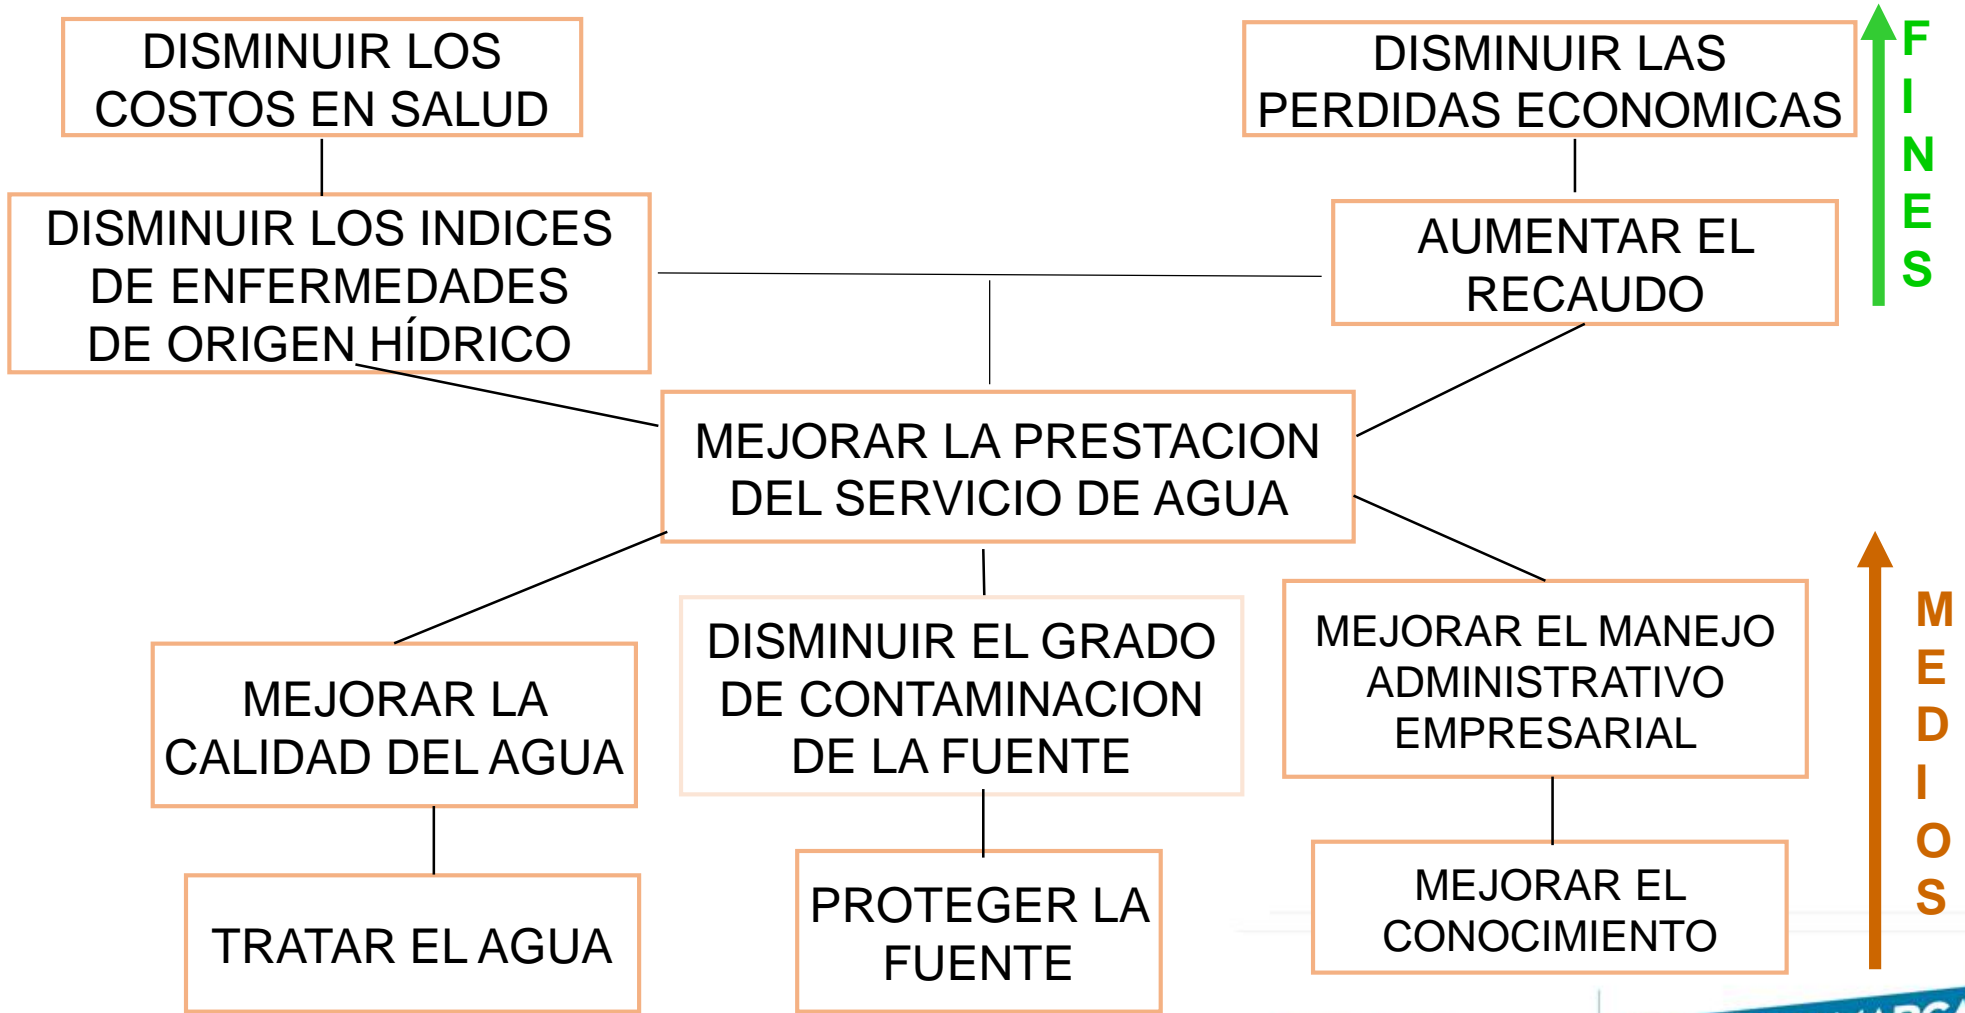 DISMINUIR LOS
COSTOS EN SALUD
DISMINUIR LAS
PERDIDAS ECONOMICAS
F
I
N
E
S
DISMINUIR LOS INDICES
DE ENFERMEDADES
DE ORIGEN HÍDRICO
AUMENTAR EL
RECAUDO
MEJORAR LA PRESTACION
DEL SERVICIO DE AGUA
MEJORAR LA
CALIDAD DEL AGUA
DISMINUIR EL GRADO
DE CONTAMINACION
DE LA FUENTE
MEJORAR EL MANEJO
ADMINISTRATIVO
EMPRESARIAL
M
E
D
I
O
S
TRATAR EL AGUA
PROTEGER LA
FUENTE
MEJORAR EL
CONOCIMIENTO